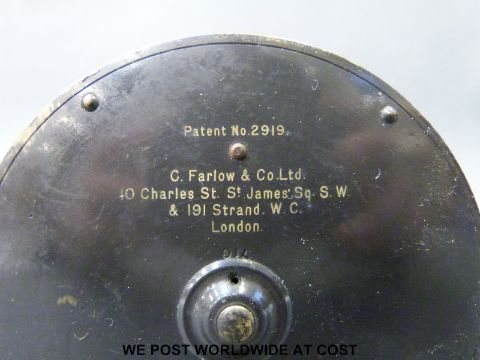 Patent No.2919.
C. Farlow & Co.Ltd.
10 Charles St. St James' Sq. S.W.
& 191 Strand. W.C.
London.
WE POST WORLDWIDE AT COST